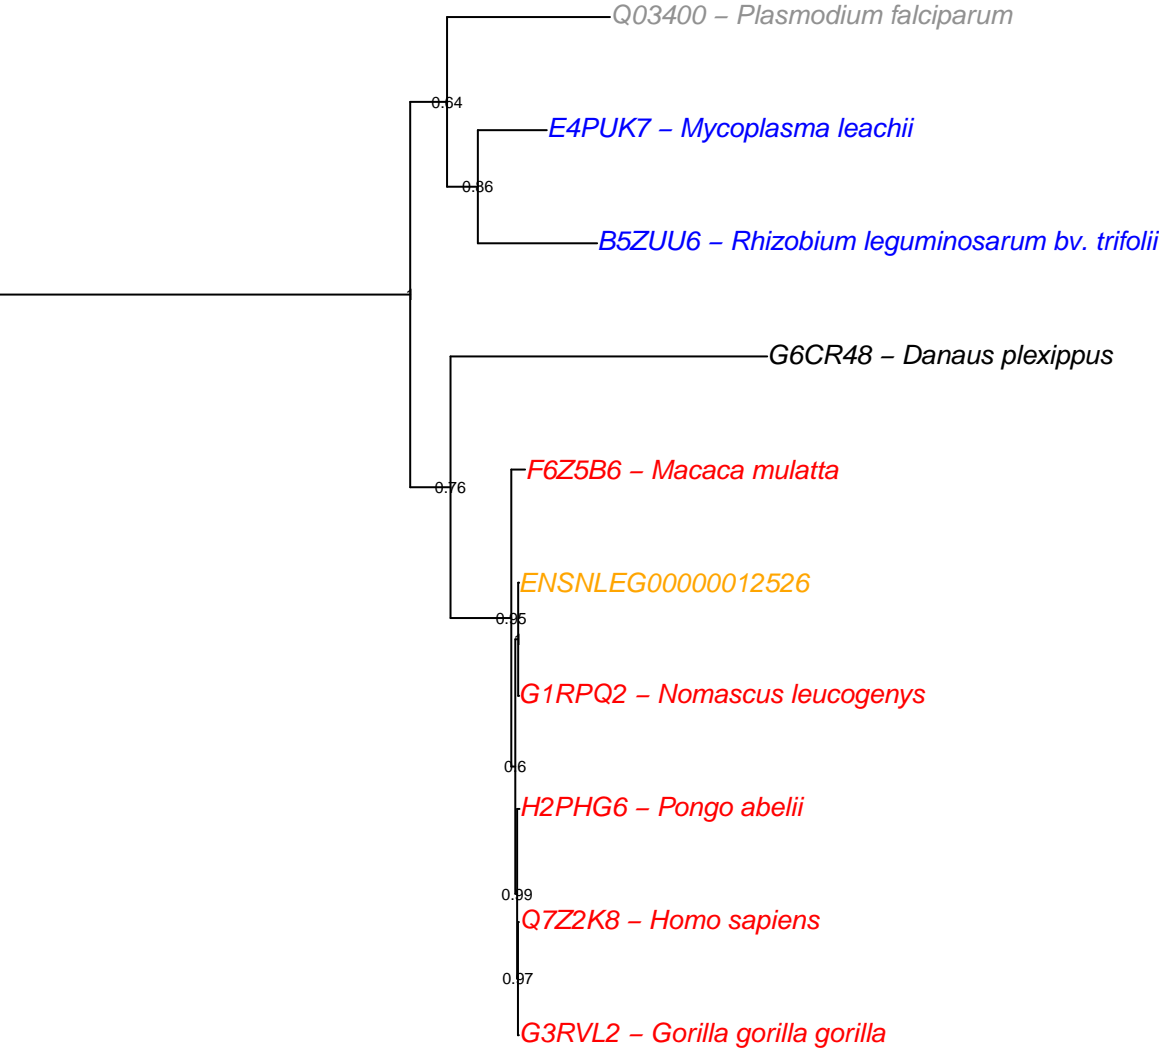 Q03400 – Plasmodium falciparum
0.64
E4PUK7 – Mycoplasma leachii
0.86
B5ZUU6 – Rhizobium leguminosarum bv. trifolii
1
G6CR48 – Danaus plexippus
F6Z5B6 – Macaca mulatta
0.76
ENSNLEG00000012526
0.95
1
G1RPQ2 – Nomascus leucogenys
0.6
H2PHG6 – Pongo abelii
0.99
Q7Z2K8 – Homo sapiens
0.97
G3RVL2 – Gorilla gorilla gorilla